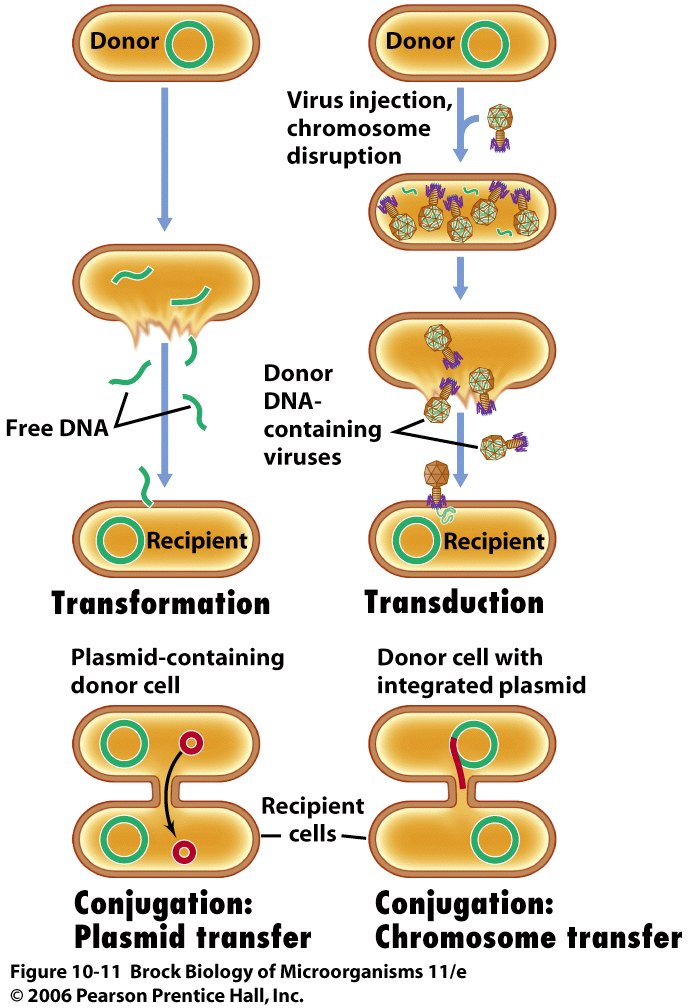 Donor
Free DNA
Recipient
Transformation
Donor
Virus injection,
chromosome
disruption
Donor
DNA-
containing
viruses
Recipient
Transduction
Plasmid-containing
donor cell
Conjugation:
Plasmid transfer
Recipient
cells
Donor cell with
integrated plasmid
Conjugation:
Chromosome transfer
Figure 10-11 Brock Biology of Microorganisms 11/e
© 2006 Pearson Prentice Hall, Inc.